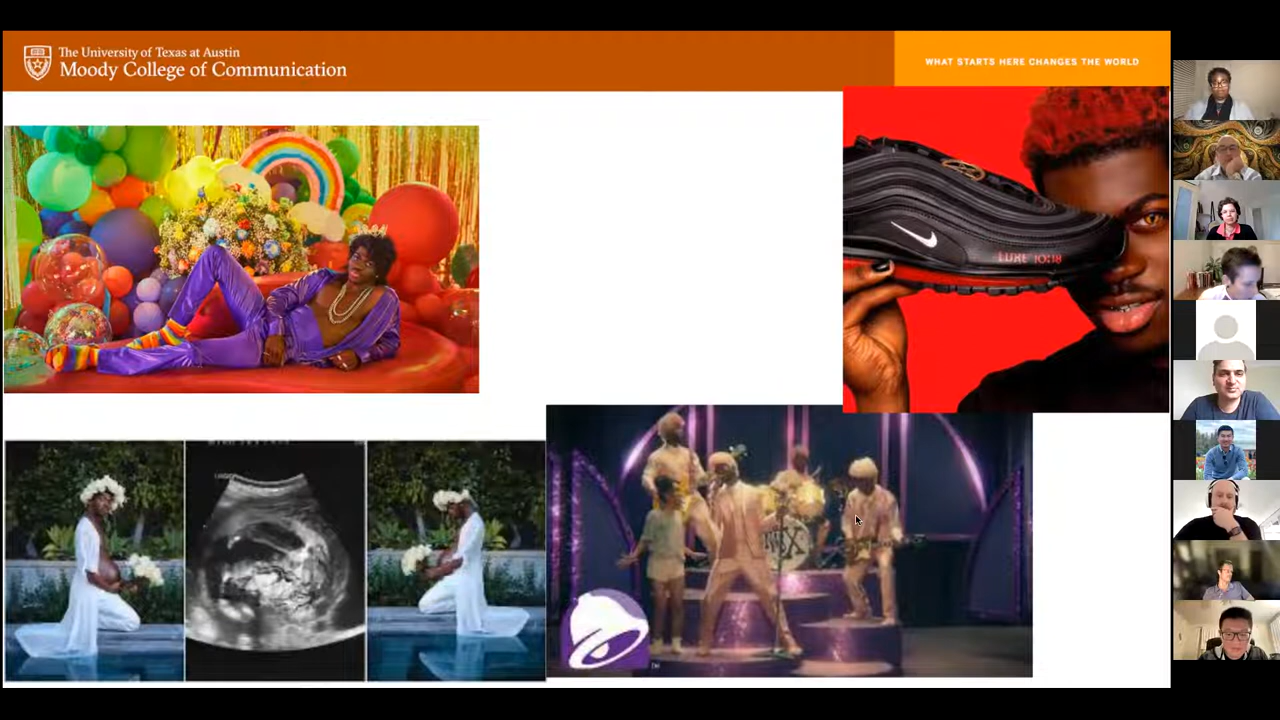 The University of Texas at Austin
Moody College of Communication
WHAT STARTS HERE CHANGES THE WORLD
LUKE 10:18
TM